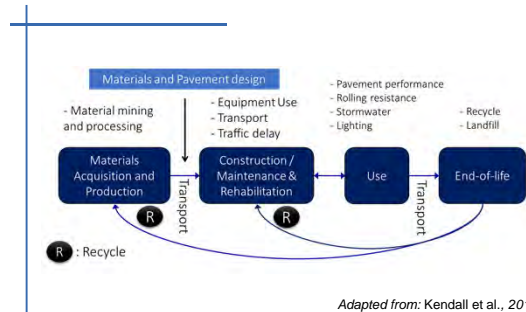 Materials and Pavement design
- Material mining
and processing
- Equipment Use
- Transport
- Traffic delay
- Pavement performance
- Rolling resistance
- Stormwater
- Lighting
- Recycle
- Landfill
Materials
Acquisition and
Production
Transport
Construction /
Maintenance &
Rehabilitation
Use
Transport
End-of-life
R
R
R : Recycle
Adapted from: Kendall et al., 201